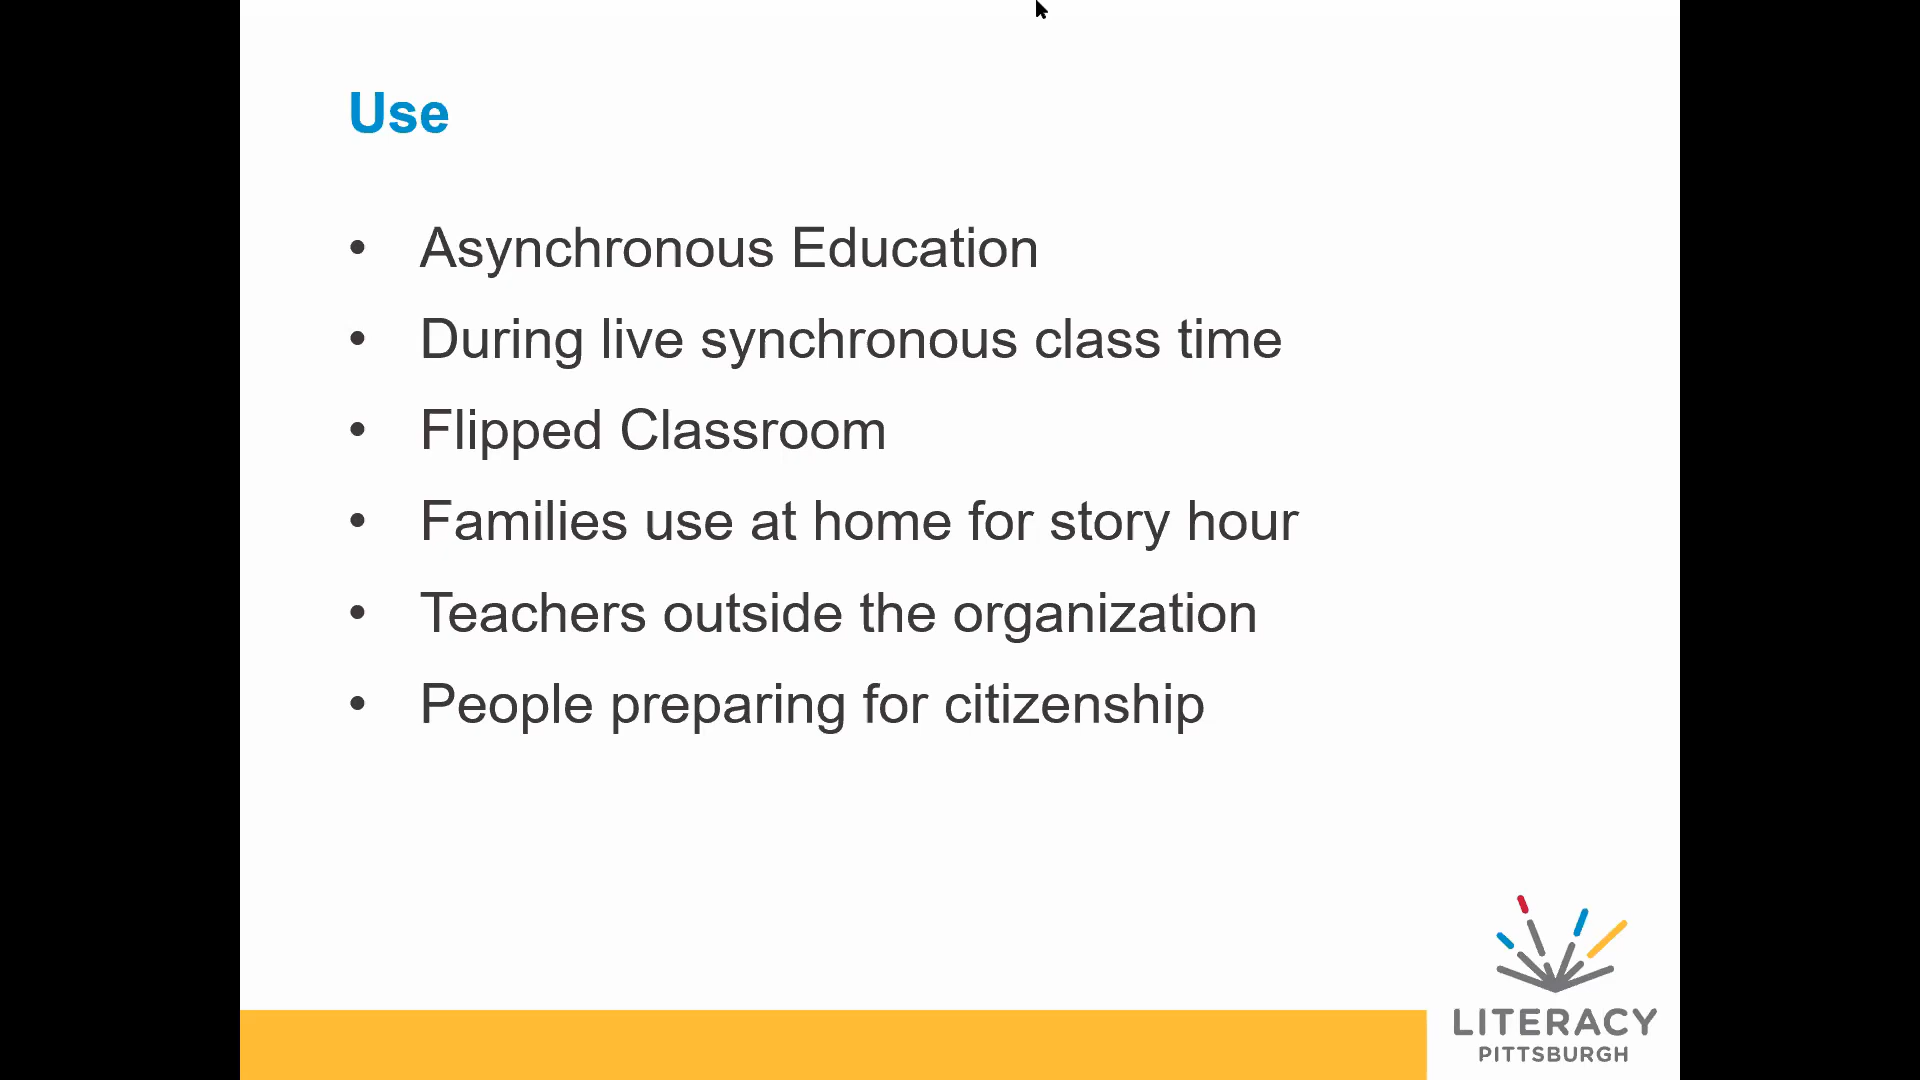 Use
• Asynchronous Education
• During live synchronous class time
• Flipped Classroom
• Families use at home for story hour
• Teachers outside the organization
• People preparing for citizenship
LITERACY
PITTSBURGH